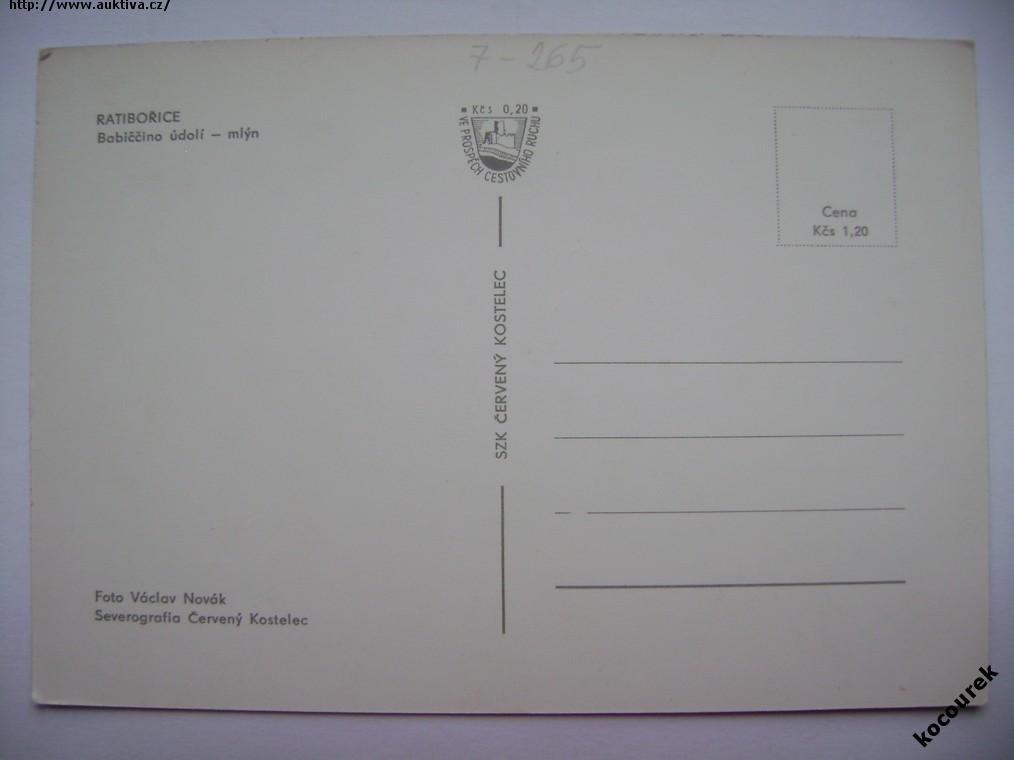 http://www.auktiva.cz/
7-265
RATIBOŘICE
Babiččino údolí – mlýn
Kčs 0,20
VE PROSPĚCH CESTOVNÍHO RUCHU
Cena
Kčs 1,20
SZK ČERVENÝ KOSTELEC
Foto Václav Novák
Severografia Červený Kostelec
kocourek